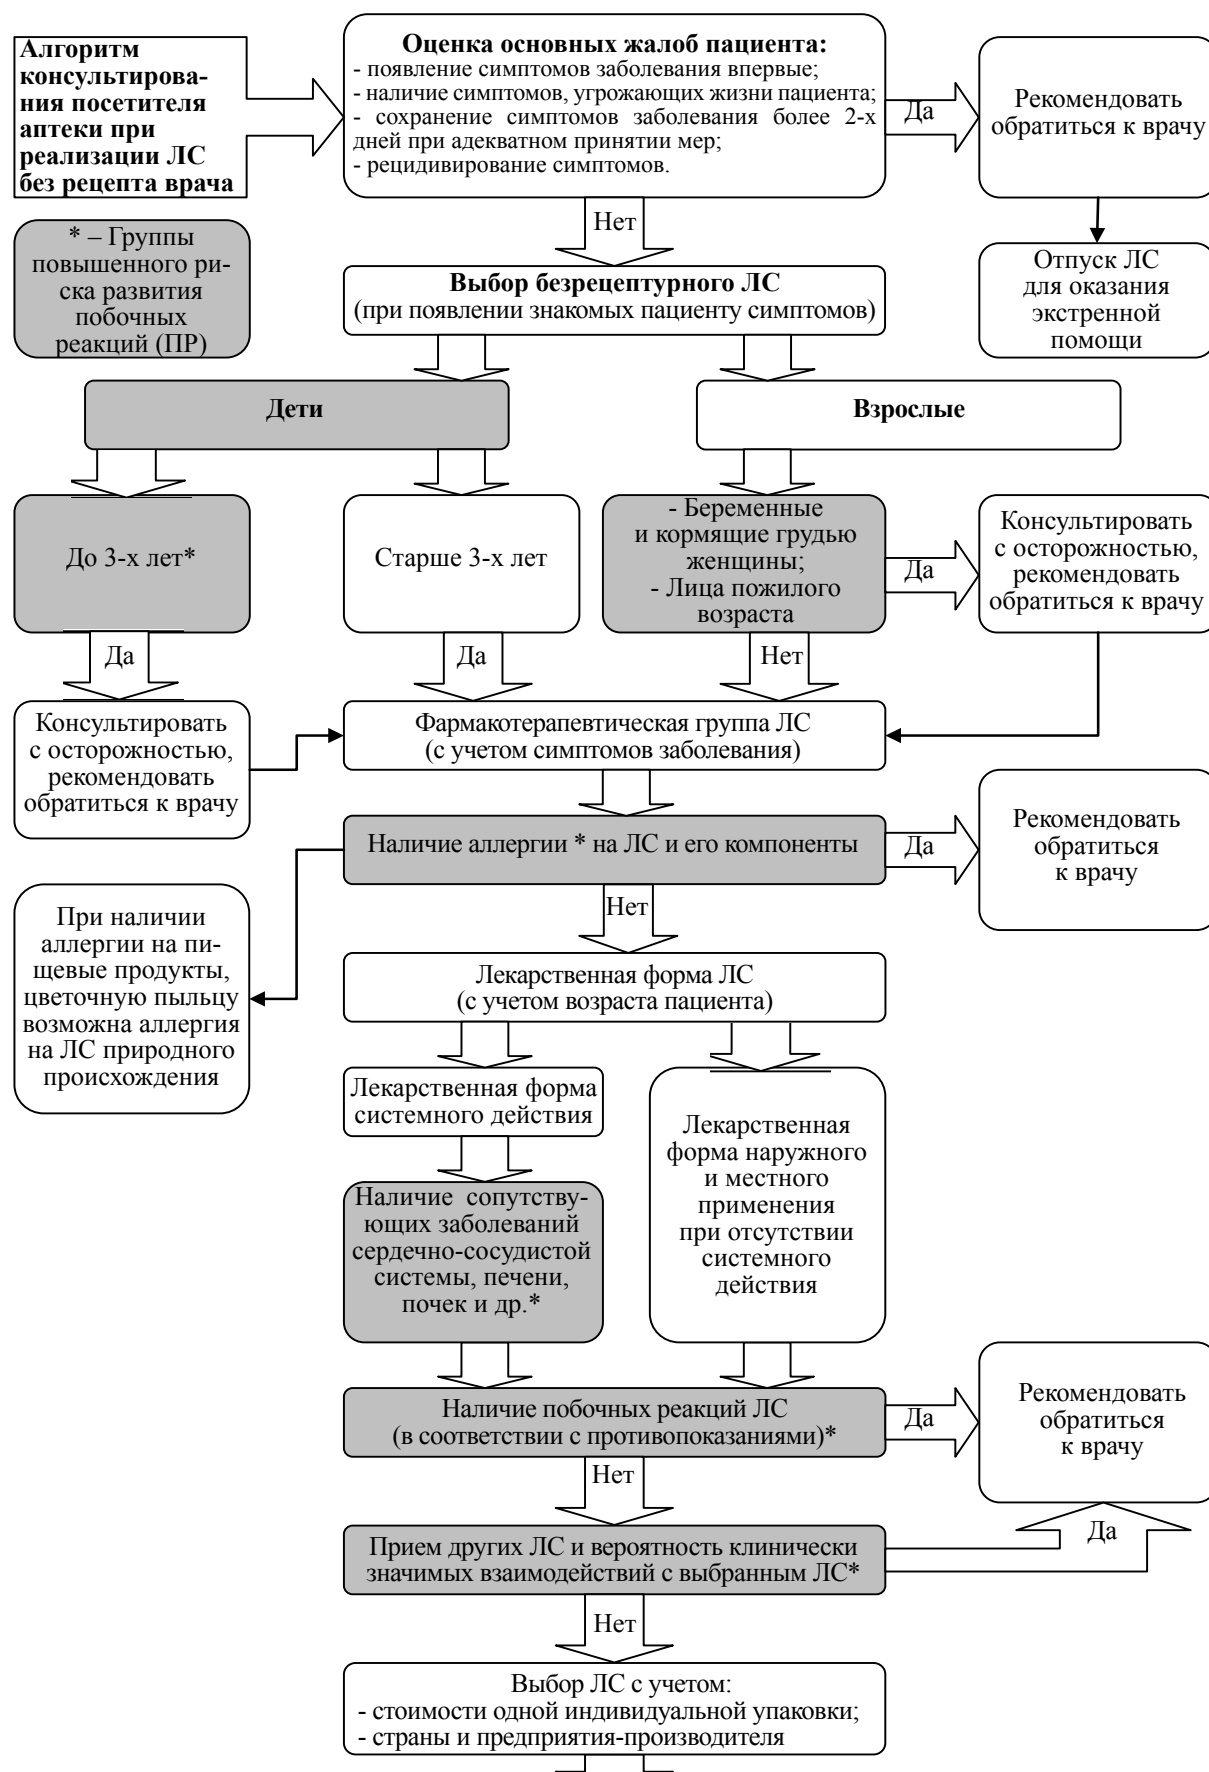 Алгоритм
консультирова-
ния посетителя
аптеки при
реализации ЛС
без рецепта врача
Оценка основных жалоб пациента:
- появление симптомов заболевания впервые;
- наличие симптомов, угрожающих жизни пациента;
- сохранение симптомов заболевания более 2-х
дней при адекватном принятии мер;
- рецидивирование симптомов.
Да
Рекомендовать
обратиться к врачу
Нет
* – Группы
повышенного ри-
ска развития
побочных
реакций (ПР)
Выбор безрецептурного ЛС
(при появлении знакомых пациенту симптомов)
Отпуск ЛС
для оказания
экстренной
помощи
Дети
Взрослые
До 3-х лет*
Старше 3-х лет
- Беременные
и кормящие грудью
женщины;
- Лица пожилого
возраста
Да
Консультировать
с осторожностью,
рекомендовать
обратиться к врачу
Да
Да
Нет
Консультировать
с осторожностью,
рекомендовать
обратиться к врачу
Фармакотерапевтическая группа ЛС
(с учетом симптомов заболевания)
Наличие аллергии * на ЛС и его компоненты
Да
Рекомендовать
обратиться
к врачу
Нет
При наличии
аллергии на пи-
щевые продукты,
цветочную пыльцу
возможна аллергия
на ЛС природного
происхождения
Лекарственная форма ЛС
(с учетом возраста пациента)
Лекарственная форма
системного действия
Лекарственная
форма наружного
и местного
применения
при отсутствии
системного
действия
Наличие сопутству-
ющих заболеваний
сердечно-сосудистой
системы, печени,
почек и др.*
Наличие побочных реакций ЛС
(в соответствии с противопоказаниями)*
Да
Рекомендовать
обратиться
к врачу
Нет
Прием других ЛС и вероятность клинически
значимых взаимодействий с выбранным ЛС*
Да
Нет
Выбор ЛС с учетом:
- стоимости одной индивидуальной упаковки;
- страны и предприятия-производителя